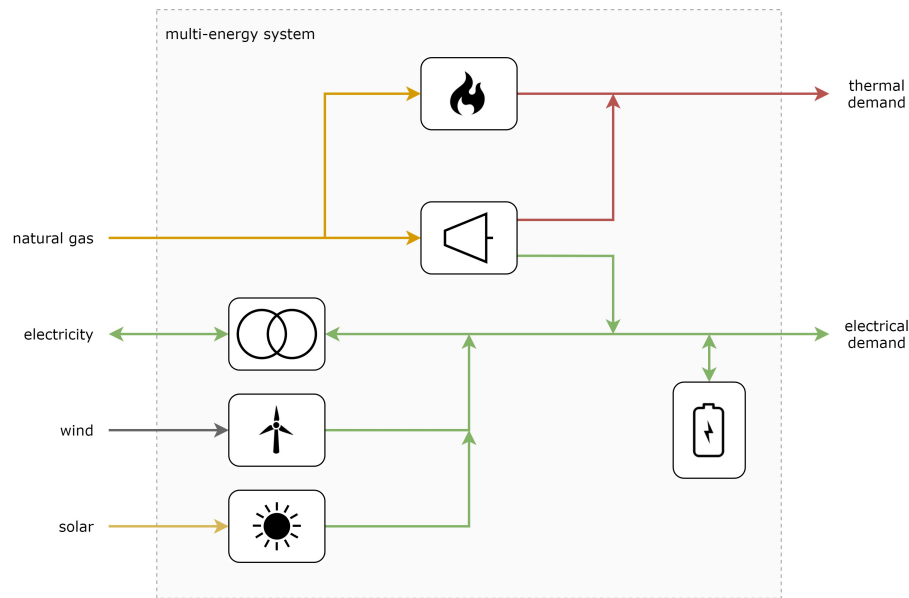 multi-energy system
thermal
demand
natural gas
electricity
electrical
demand
wind
solar